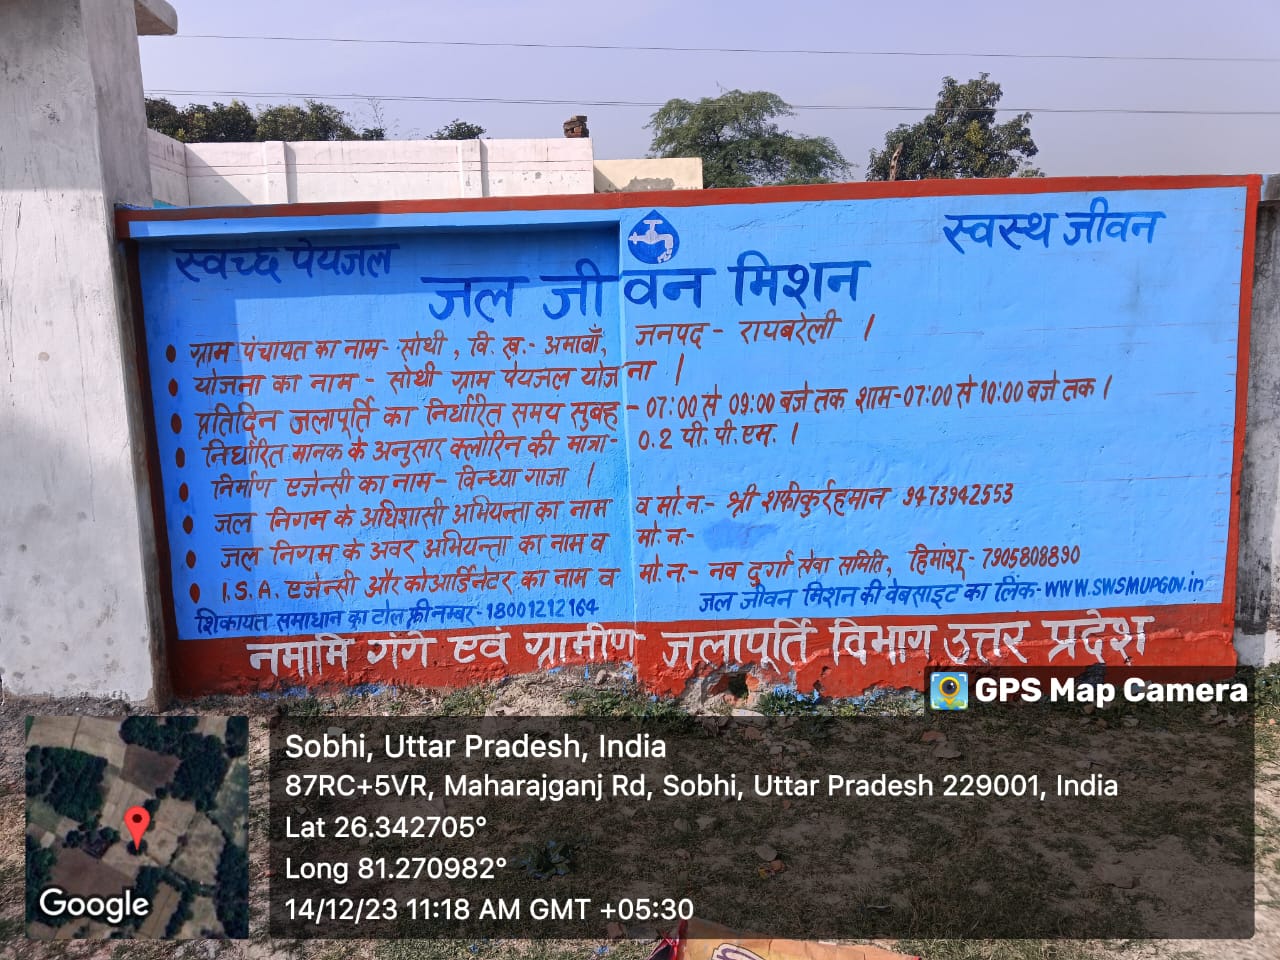 स्वच्छ पेयजल
स्वस्थ जीवन
जल जीवन मिशन
ग्राम पंचायत का नाम- सोथी, वि. ख.- अमावाँ, जनपद - रायबरेली ।
योजना का नाम - सोथी ग्राम पेयजल योजना ।
प्रतिदिन जलापूर्ति का निर्धारित समय सुबह - 07:00 से 09:00 बजे तक शाम - 07:00 से 10:00 बजे तक ।
निर्धारित मानक के अनुसार क्लोरिन की मात्रा- 0.2 पी. पी. एम. ।
निर्माण एजेन्सी का नाम- विन्ध्या गाजा ।
जल निगम के अधिशासी अभियन्ता का नाम व मो. न.- श्री शफीकुर्रहमान 9473942553
जल निगम के अवर अभियन्ता का नाम व मो. न.-
I.S.A. एजेन्सी और कोआर्डिनेटर का नाम व मो. न.- नव दुर्गा सेवा समिति, हिमांशू- 7905808890
शिकायत समाधान का टोल फ्री नम्बर- 18001212164
जल जीवन मिशन की वेबसाइट का लिंक- WWW.SWSMUPGOV.in
नमामि गंगे एवं ग्रामीण जलापूर्ति विभाग उत्तर प्रदेश
GPS Map Camera
Sobhi, Uttar Pradesh, India
87RC+5VR, Maharajganj Rd, Sobhi, Uttar Pradesh 229001, India
Lat 26.342705°
Long 81.270982°
14/12/23 11:18 AM GMT +05:30
Google